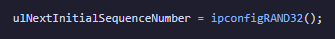 ulNextInitialSequenceNumber = ipconfigRAND32();